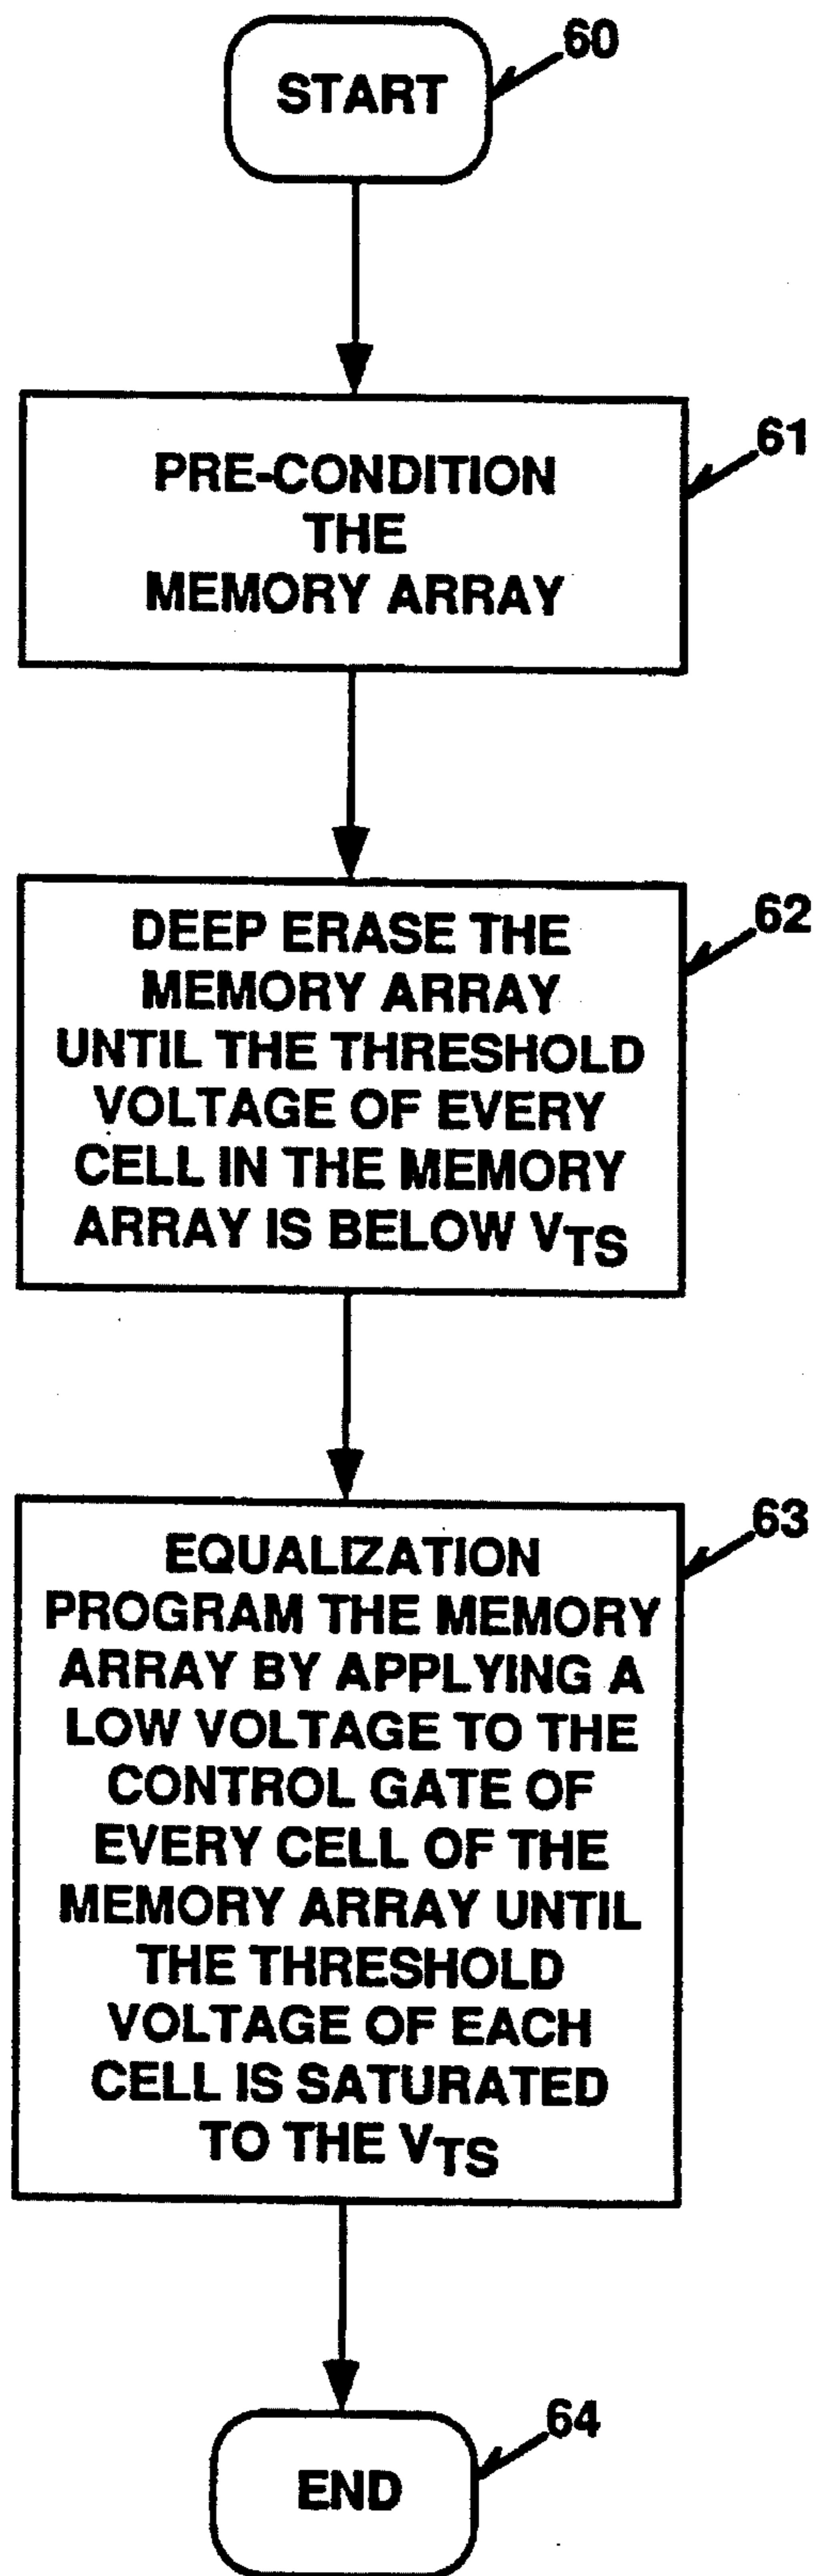 60
START
61
PRE-CONDITION
THE
MEMORY ARRAY
62
DEEP ERASE THE
MEMORY ARRAY
UNTIL THE THRESHOLD
VOLTAGE OF EVERY
CELL IN THE MEMORY
ARRAY IS BELOW VTS
63
EQUALIZATION
PROGRAM THE MEMORY
ARRAY BY APPLYING A
LOW VOLTAGE TO THE
CONTROL GATE OF
EVERY CELL OF THE
MEMORY ARRAY UNTIL
THE THRESHOLD
VOLTAGE OF EACH
CELL IS SATURATED
TO THE VTS
64
END